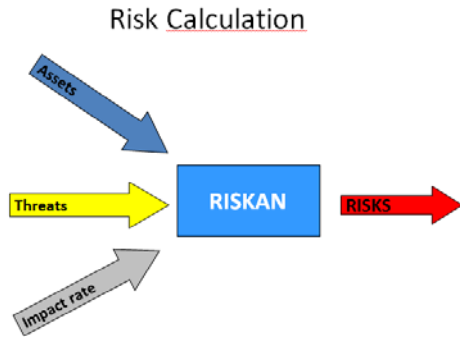 Risk Calculation
Assets
Threats
RISKAN
RISKS
Impact rate